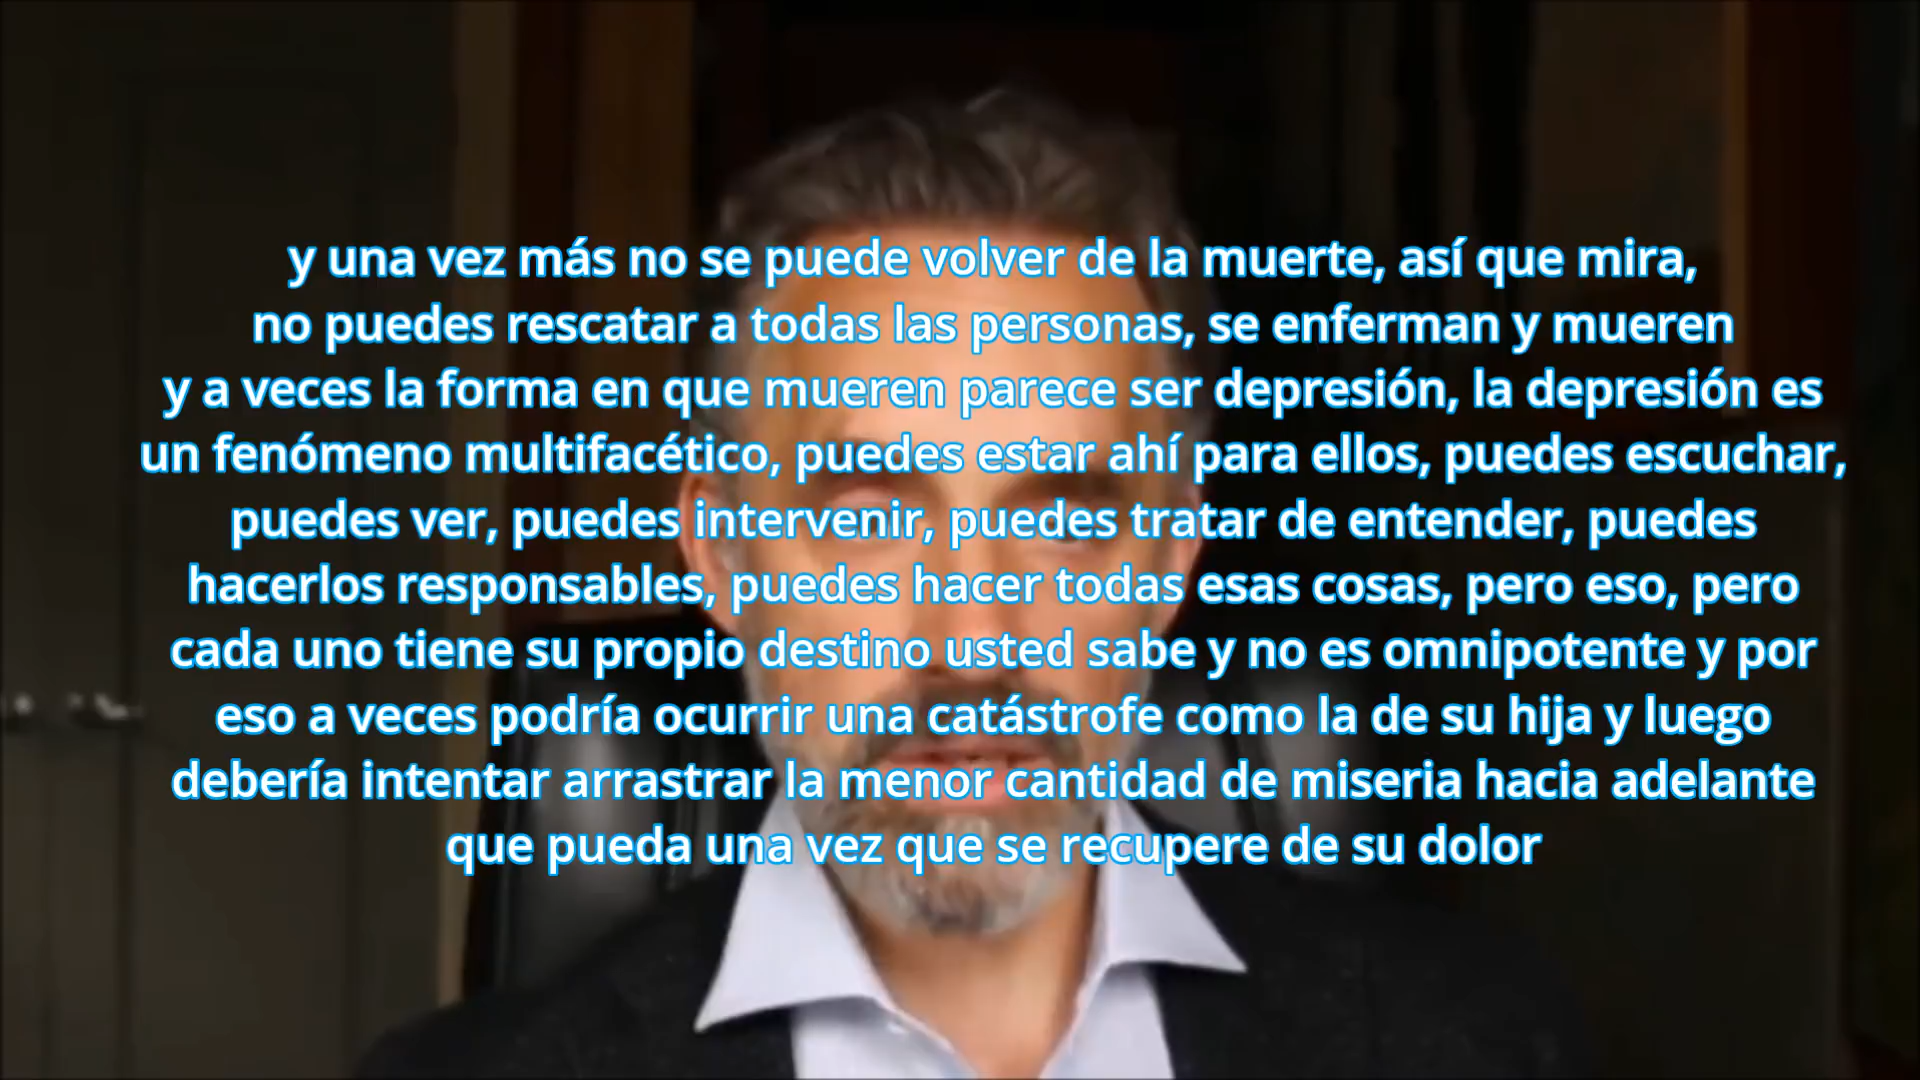 y una vez más no se puede volver de la muerte, así que mira,
no puedes rescatar a todas las personas, se enferman y mueren
y a veces la forma en que mueren parece ser depresión, la depresión es
un fenómeno multifacético, puedes estar ahí para ellos, puedes escuchar,
puedes ver, puedes intervenir, puedes tratar de entender, puedes
hacerlos responsables, puedes hacer todas esas cosas, pero eso, pero
cada uno tiene su propio destino usted sabe y no es omnipotente y por
eso a veces podría ocurrir una catástrofe como la de su hija y luego
debería intentar arrastrar la menor cantidad de miseria hacia adelante
que pueda una vez que se recupere de su dolor